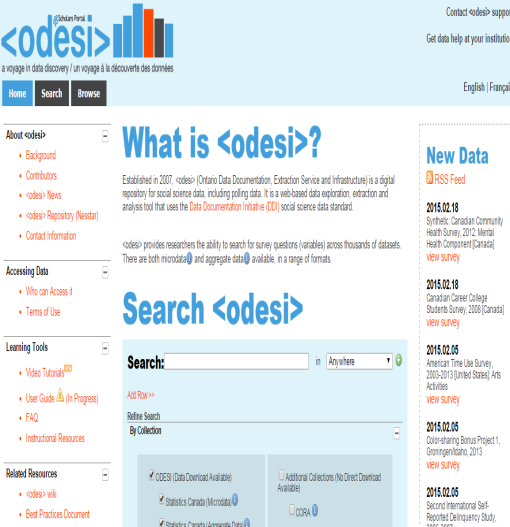 Scholars Portal
<odesi>
a voyage in data discovery / un voyage à la découverte des données
Contact <odesi> suppor
Get data help at your institutio
English | Françai
Home Search Browse
About <odesi>
Background
Contributors
<odesi> News
<odesi> Repository (Nesstar)
Contact Information
Accessing Data
Who can Access it
Terms of Use
Learning Tools
Video Tutorials
User Guide (In Progress)
FAQ
Instructional Resources
Related Resources
<odesi> wiki
Best Practices Document
What is <odesi>?
Established in 2007, <odesi> (Ontario Data Documentation, Extraction Service and Infrastructure) is a digital
repository for social science data, including polling data. It is a web-based data exploration, extraction and
analysis tool that uses the Data Documentation Initiative (DDI) social science data standard.
<odesi> provides researchers the ability to search for survey questions (variables) across thousands of datasets.
There are both microdata and aggregate data available, in a range of formats.
Search <odesi>
Search: in Anywhere
Add Row >>
Refine Search
By Collection
ODESI (Data Download Available)
Statistics Canada (Microdata)
Statistics Canada (Aggregate Data)
Additional Collections (No Direct Download
Available)
CORA
New Data
RSS Feed
2015.02.18
Synthetic: Canadian Community
Health Survey, 2012: Mental
Health Component [Canada]
view survey
2015.02.18
Canadian Career College
Students Survey, 2008 [Canada]
view survey
2015.02.05
American Time Use Survey,
2003-2013 [United States]: Arts
Activities
view survey
2015.02.05
Color-sharing Bonus Project 1,
Groningen/Idaho, 2013
view survey
2015.02.05
Second International Self-
Reported Delinquency Study,
2005-2007